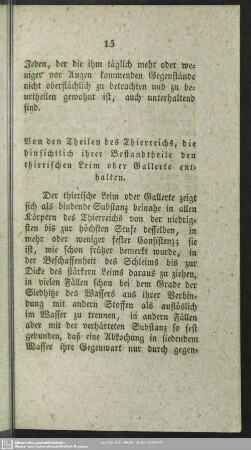 15
Jeden, der die ihm täglich mehr oder we-
niger vor Augen kommenden Gegenstände
nicht oberflächlich zu betrachten und zu be-
urtheilen gewohnt ist, auch unterhaltend
sind.
Von den Theilen des Thierreichs, die
hinsichtlich ihrer Bestandtheile den
thierischen Leim oder Gallerte ent-
halten.
Der thierische Leim oder Gallerte zeigt
sich als bindende Substanz beinahe in allen
Körpern des Thierreichs von der niedrig-
sten bis zur höchsten Stufe desselben, in
mehr oder weniger fester Consistenz; sie
ist, wie schon früher bemerkt wurde, in
der Beschaffenheit des Schleims bis zur
Dicke des stärkern Leims daraus zu ziehen,
in vielen Fällen schon bei dem Grade der
Siedhitze des Wassers aus ihrer Verbin-
dung mit andern Stoffen als auflöslich
im Wasser zu trennen, in andern Fällen
aber mit der verhärteten Substanz so fest
gebunden, daß eine Abkochung in siedendem
Wasser ihre Gegenwart nur durch gegen-